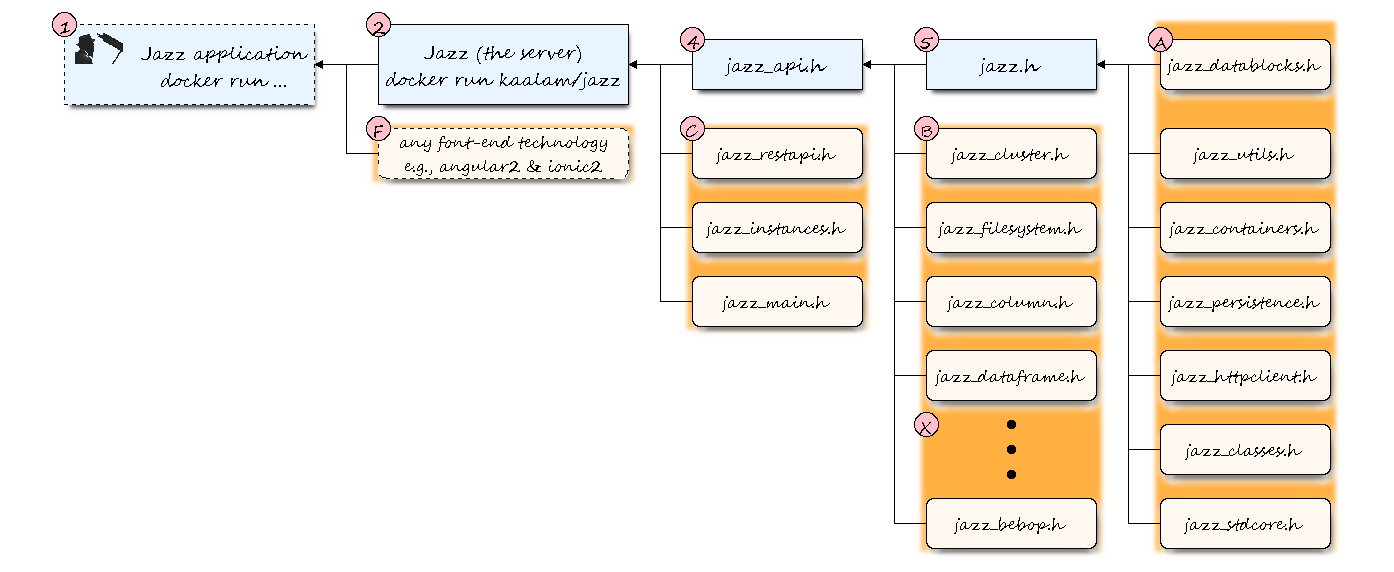 1
Jazz application
docker run ...
2
Jazz (the server)
docker run kaalam/jazz
F
any font-end technology
e.g., angular2 & ionic2
4
jazz_api.h
C
jazz_restapi.h
jazz_instances.h
jazz_main.h
5
jazz.h
B
jazz_cluster.h
jazz_filesystem.h
jazz_column.h
jazz_dataframe.h
X
jazz_bebop.h
A
jazz_datablocks.h
jazz_utils.h
jazz_containers.h
jazz_persistence.h
jazz_httpclient.h
jazz_classes.h
jazz_stdcore.h